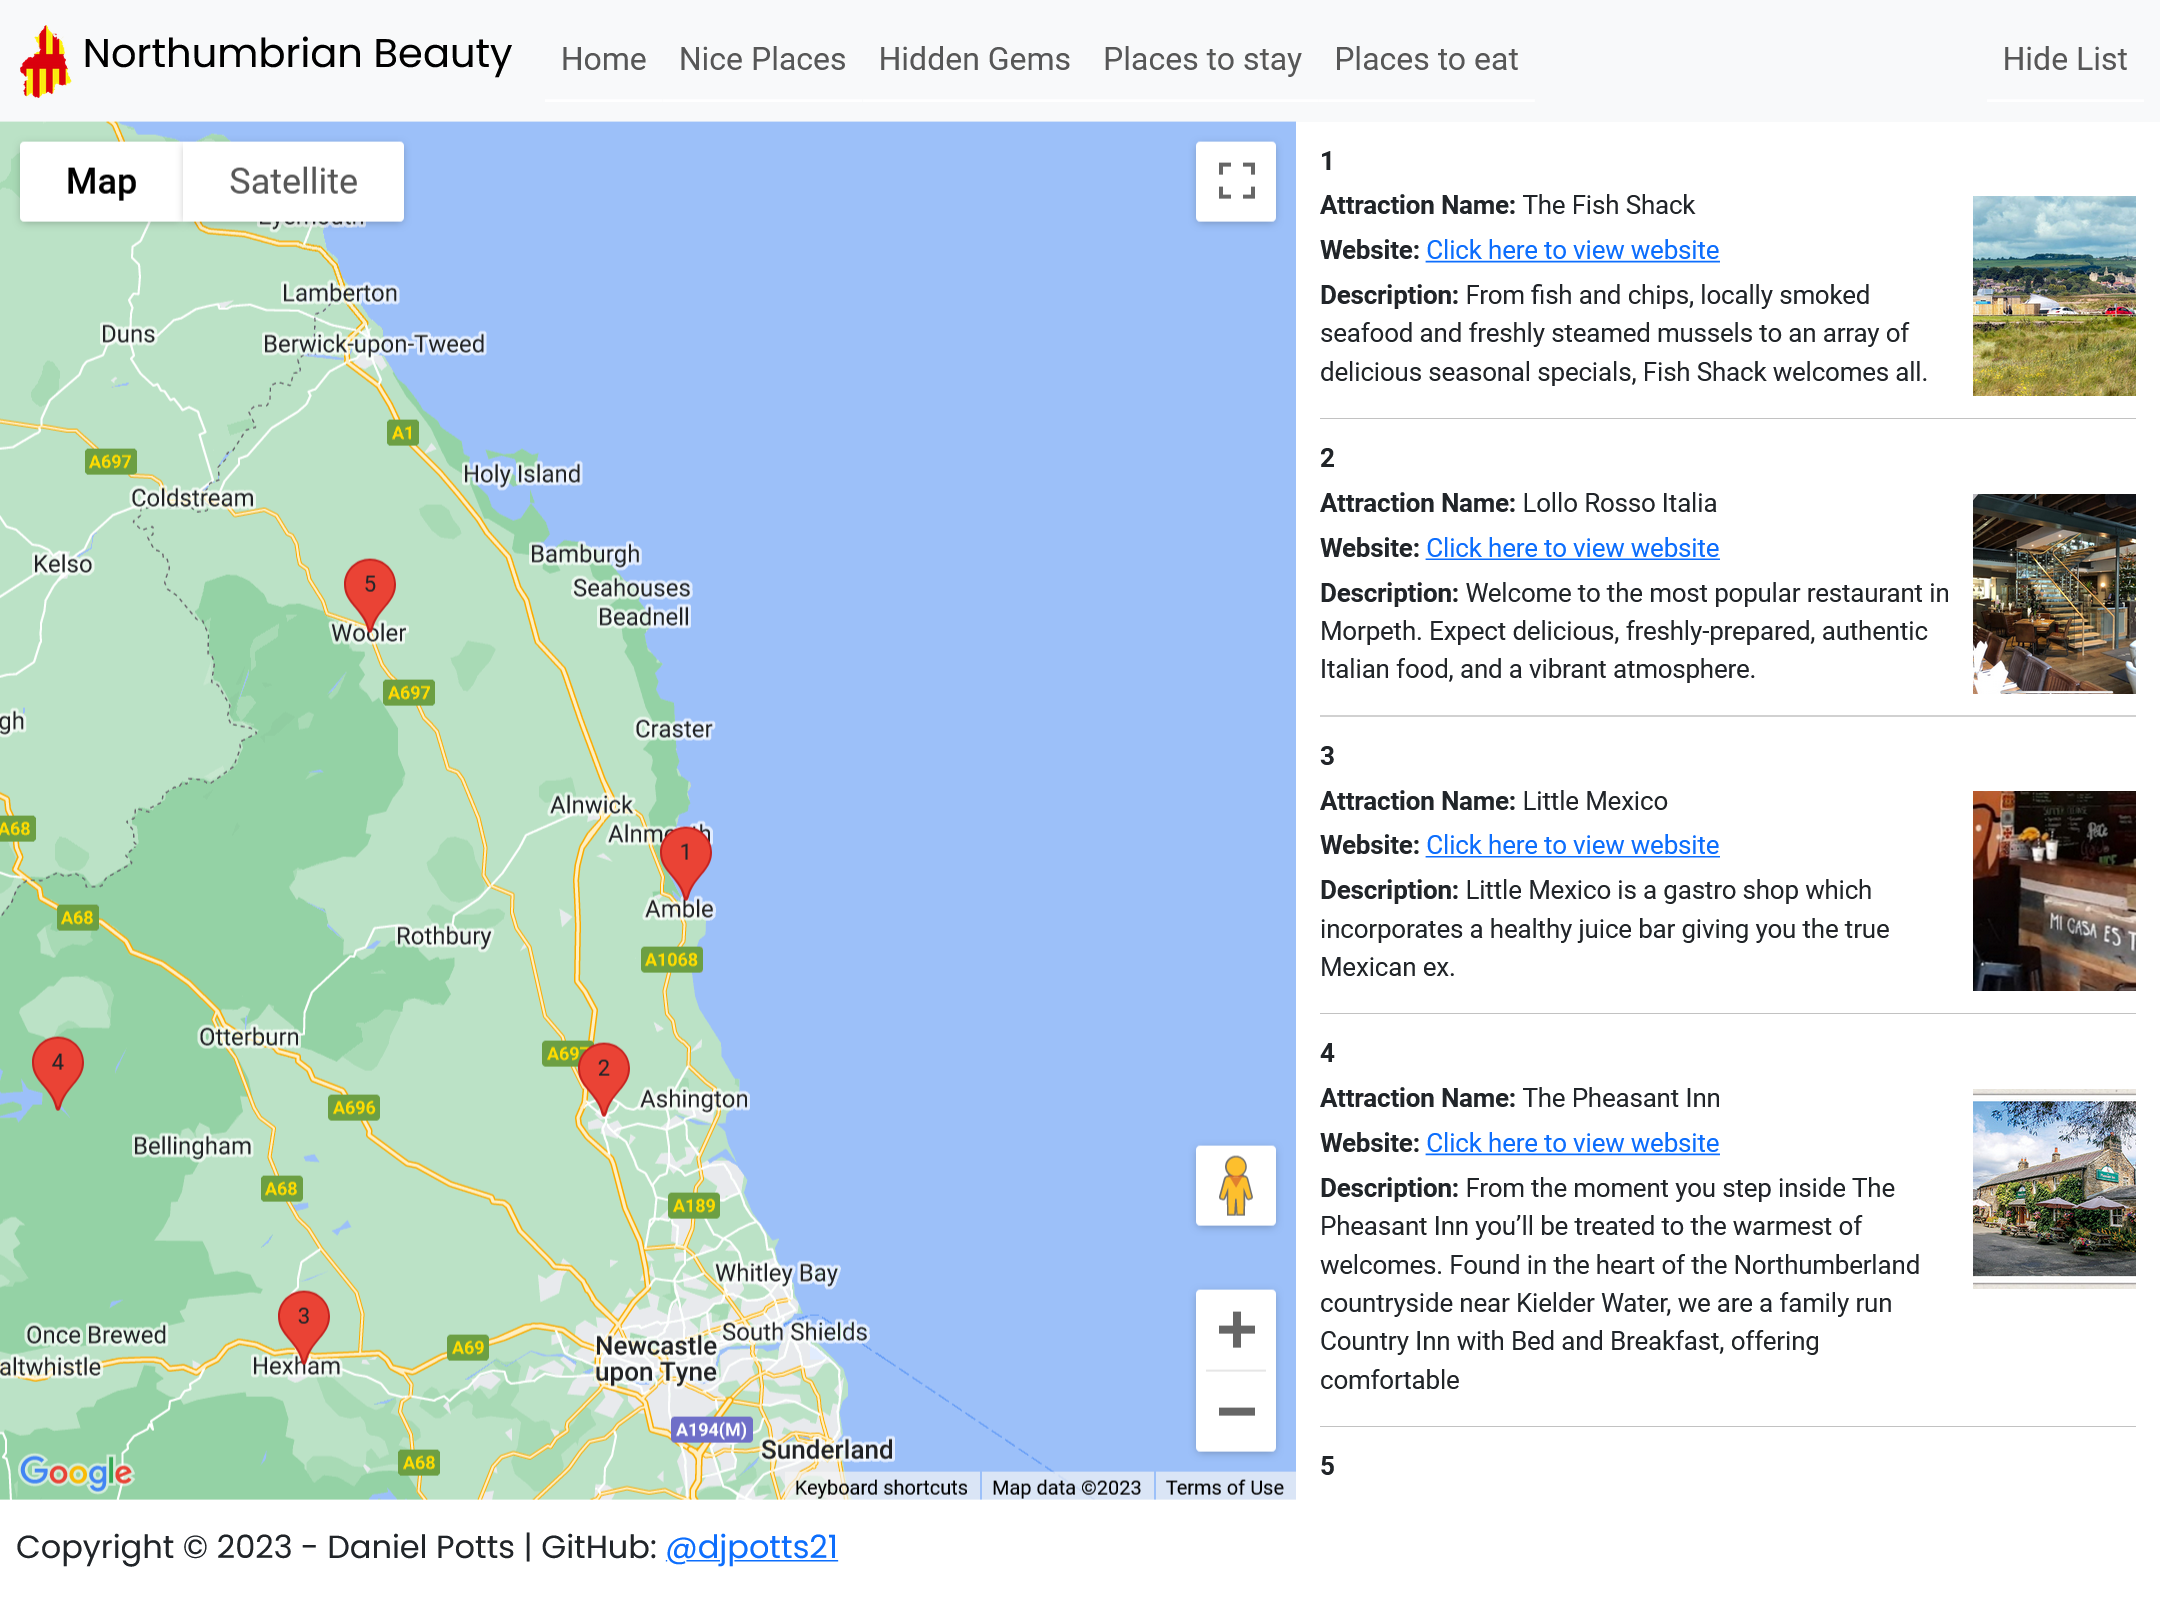 Northumbrian Beauty
Home Nice Places Hidden Gems Places to stay Places to eat
Hide List
Map Satellite
Lamberton
Duns
Berwick-upon-Tweed
A1
A697
Holy Island
Coldstream
Bamburgh
Kelso
Seahouses
5
Beadnell
Wooler
A697
gh
Craster
Alnwick
A68
1
Amble
A68
Rothbury
A1068
Otterburn
4
A697
2
Ashington
A696
Bellingham
A68
A189
Whitley Bay
3
Once Brewed
A69
South Shields
Newcastle
upon Tyne
altwhistle
Hexham
A194(M)
Sunderland
A68
Google
Keyboard shortcuts Map data ©2023 Terms of Use
1
Attraction Name: The Fish Shack
Website: Click here to view website
Description: From fish and chips, locally smoked
seafood and freshly steamed mussels to an array of
delicious seasonal specials, Fish Shack welcomes all.
2
Attraction Name: Lollo Rosso Italia
Website: Click here to view website
Description: Welcome to the most popular restaurant in
Morpeth. Expect delicious, freshly-prepared, authentic
Italian food, and a vibrant atmosphere.
3
Attraction Name: Little Mexico
Website: Click here to view website
Description: Little Mexico is a gastro shop which
incorporates a healthy juice bar giving you the true
Mexican ex.
MI CASA ES T
4
Attraction Name: The Pheasant Inn
Website: Click here to view website
Description: From the moment you step inside The
Pheasant Inn you’ll be treated to the warmest of
welcomes. Found in the heart of the Northumberland
countryside near Kielder Water, we are a family run
Country Inn with Bed and Breakfast, offering
comfortable
5
Copyright © 2023 - Daniel Potts | GitHub: @djpotts21